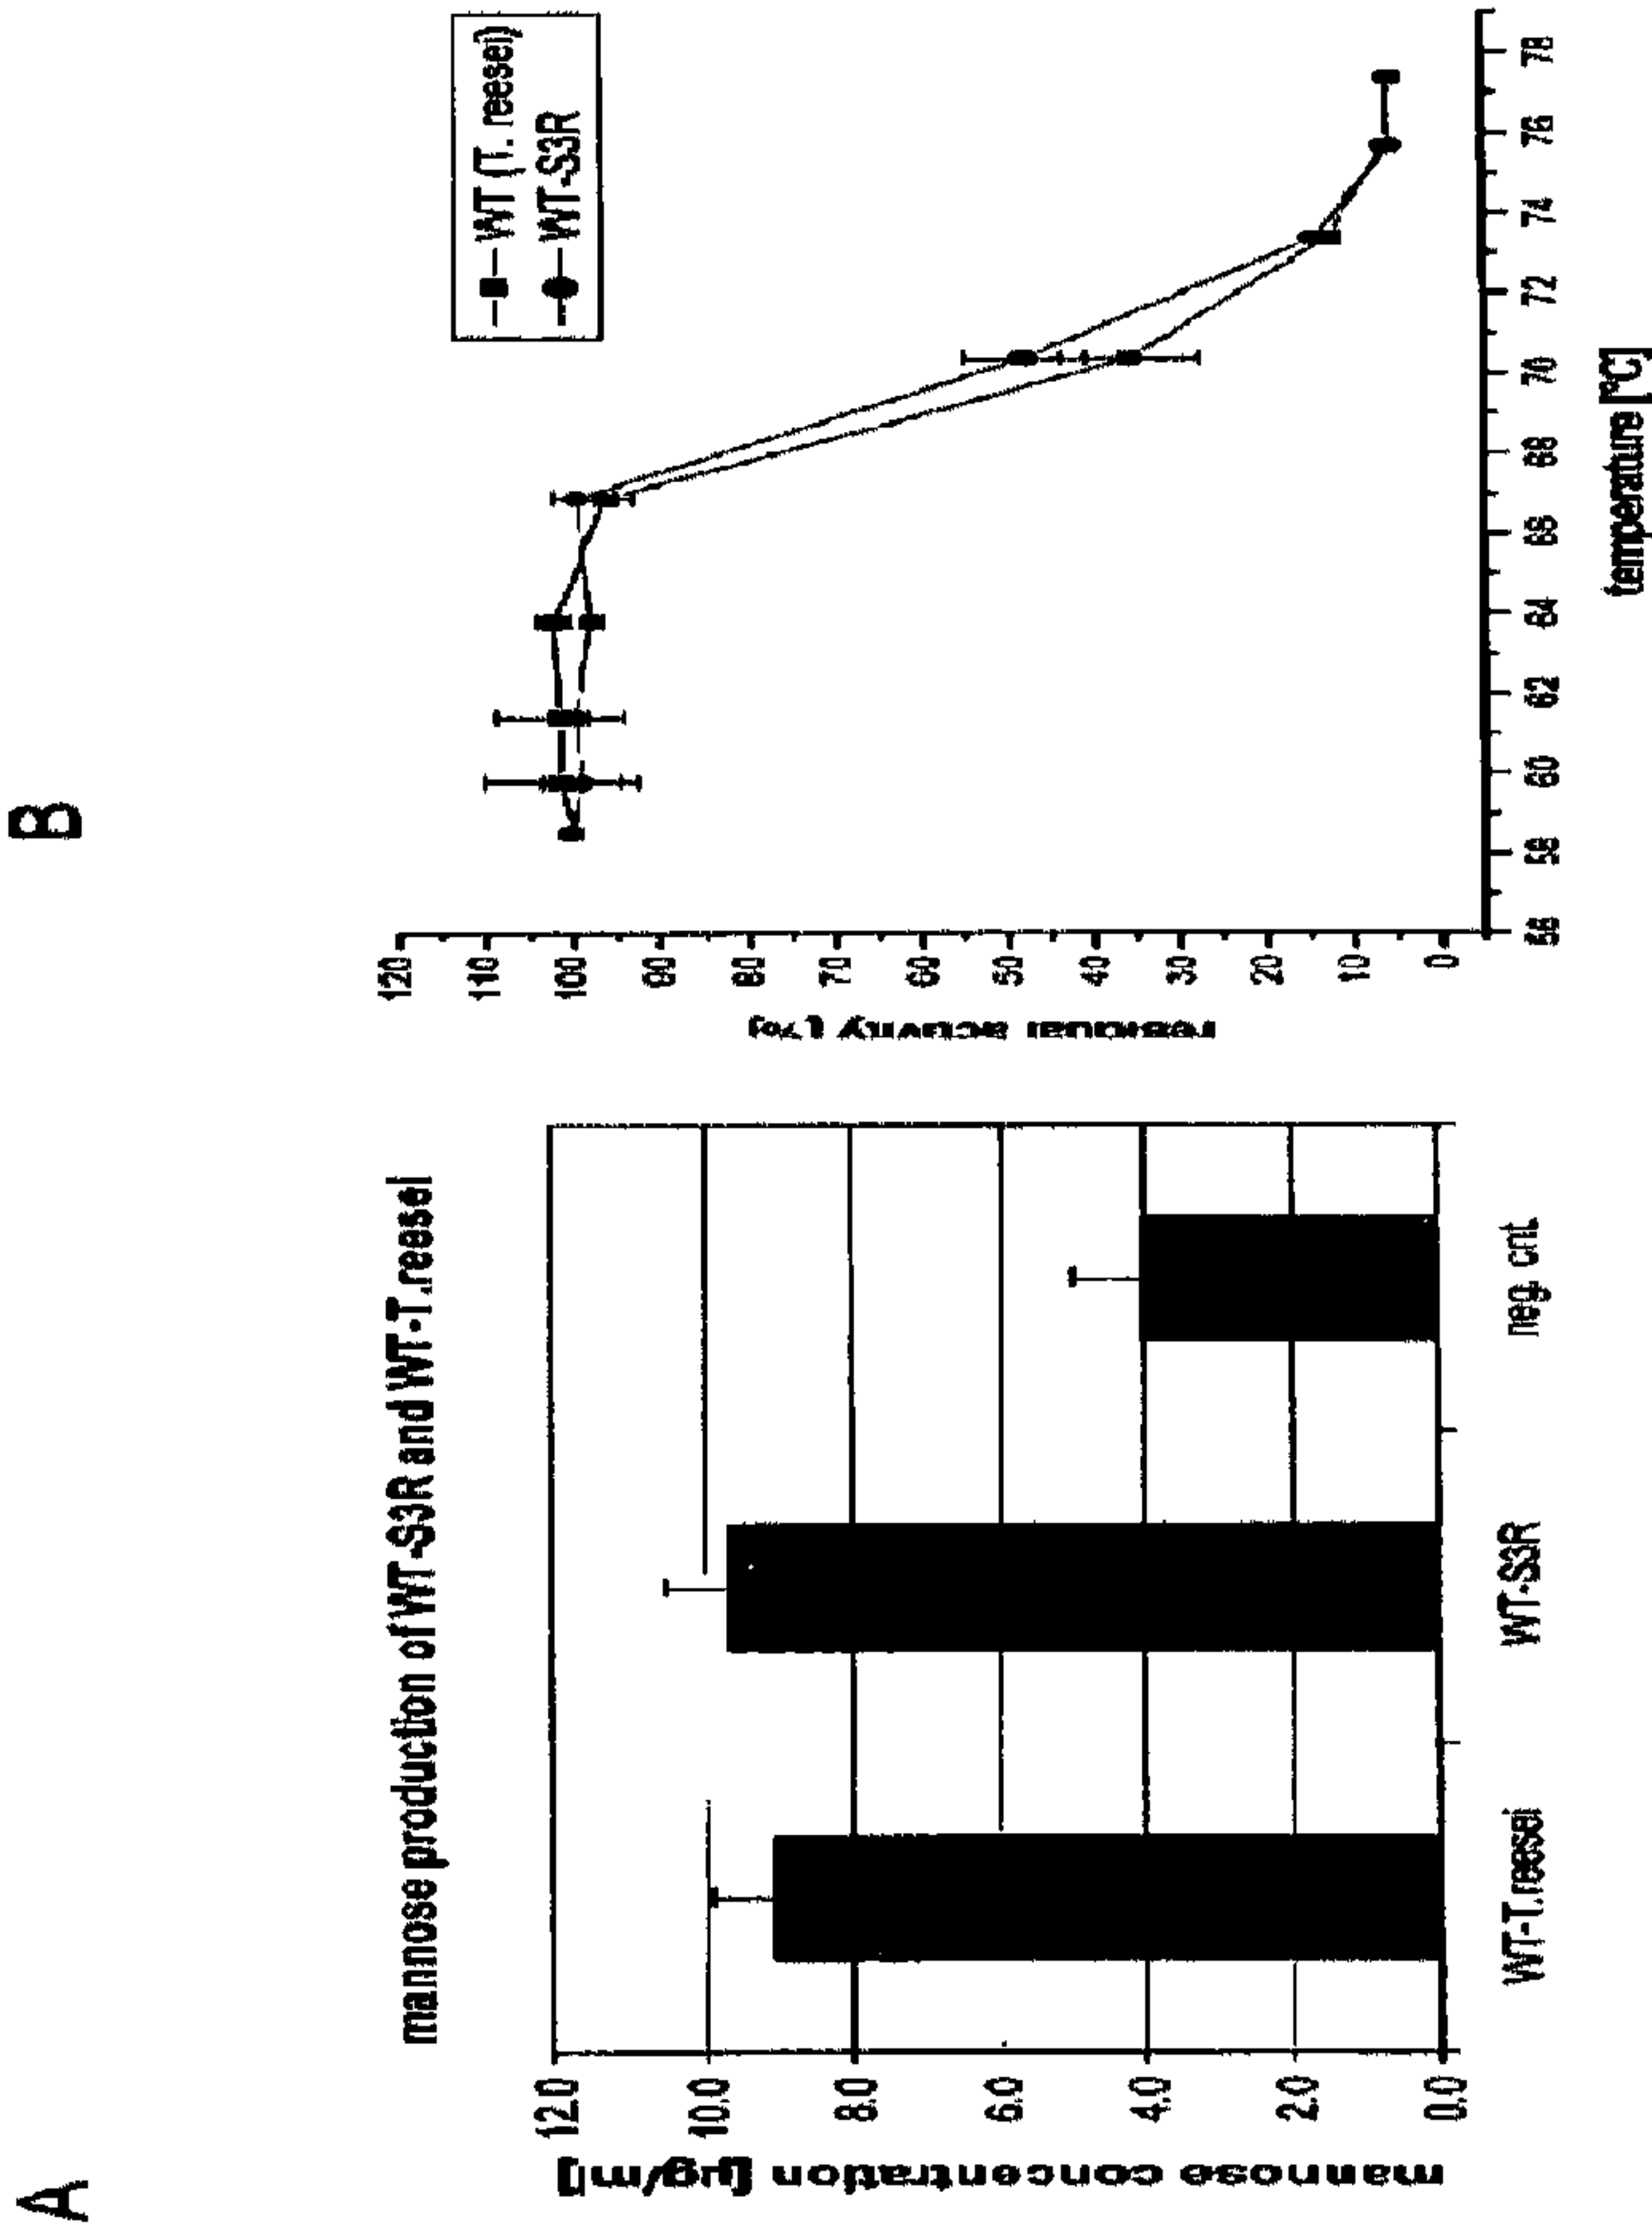 A
mannose production of WT-S3R and WT-T.reesei
mannose concentration [µg/ml]
12.0
10.0
8.0
6.0
4.0
2.0
0.0
WT-T.reesei
WT-S3R
neg. cnt.
B
WT (T. reesei)
WT-S3R
residual activity [%]
120
110
100
90
80
70
60
50
40
30
20
10
0
56 58 60 62 64 66 68 70 72 74 76 78
temperature [°C]